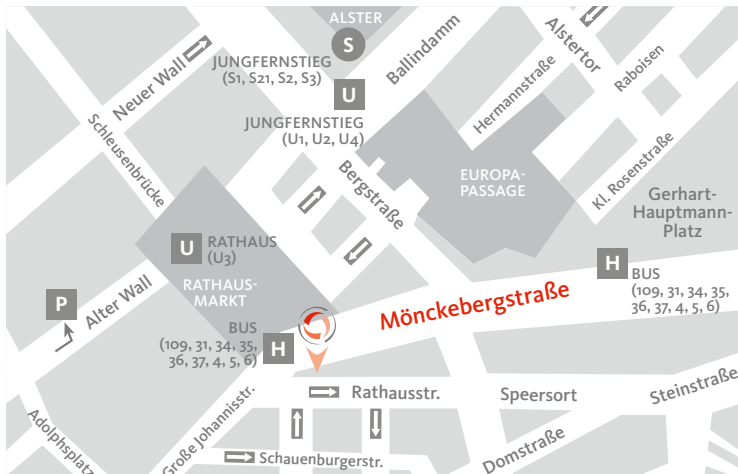 ALSTER
S
JUNGFERNSTIEG
(S1, S21, S2, S3)
U
JUNGFERNSTIEG
(U1, U2, U4)
Ballindamm
Alstertor
Raboisen
Hermannstraße
Neuer Wall
Schleusenbrücke
Bergstraße
EUROPA-
PASSAGE
Kl. Rosenstraße
Gerhart-
Hauptmann-
Platz
U
RATHAUS
(U3)
RATHAUS-
MARKT
H
BUS
(109, 31, 34, 35,
36, 37, 4, 5, 6)
P
Alter Wall
Mönckebergstraße
BUS
(109, 31, 34, 35,
36, 37, 4, 5, 6)
H
Rathausstr.
Speersort
Steinstraße
Große Johannisstr.
Adolphsplatz
Schauenburgerstr.
Domstraße